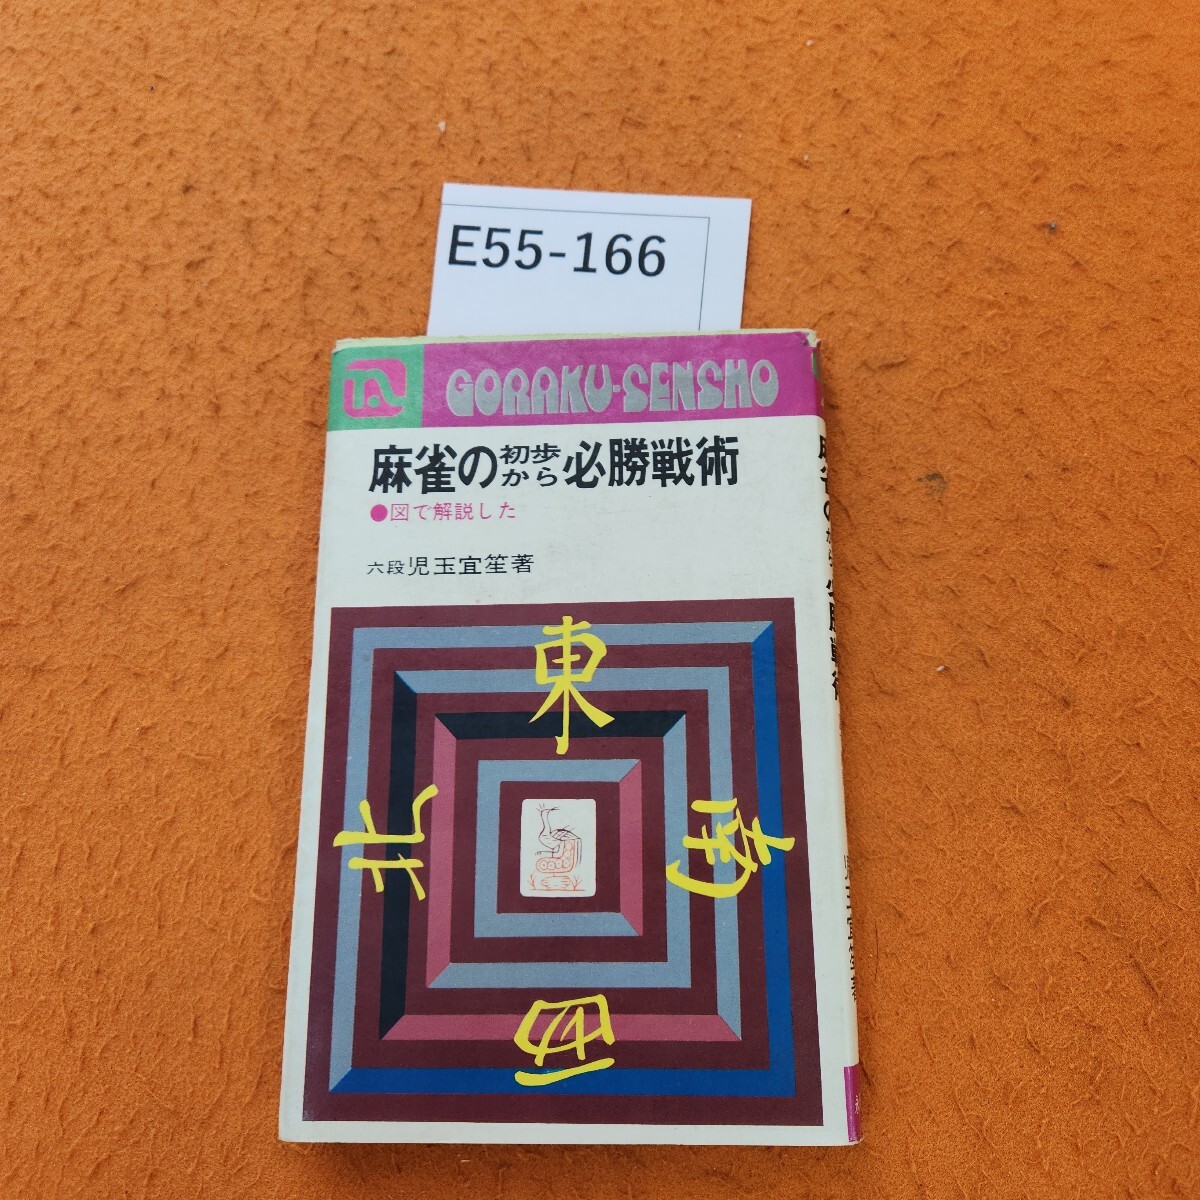 E55-166
GORAKU-SENSHO
麻雀の初歩から必勝戦術
●図で解説した
六段児玉宜笙著
東
北
南
西